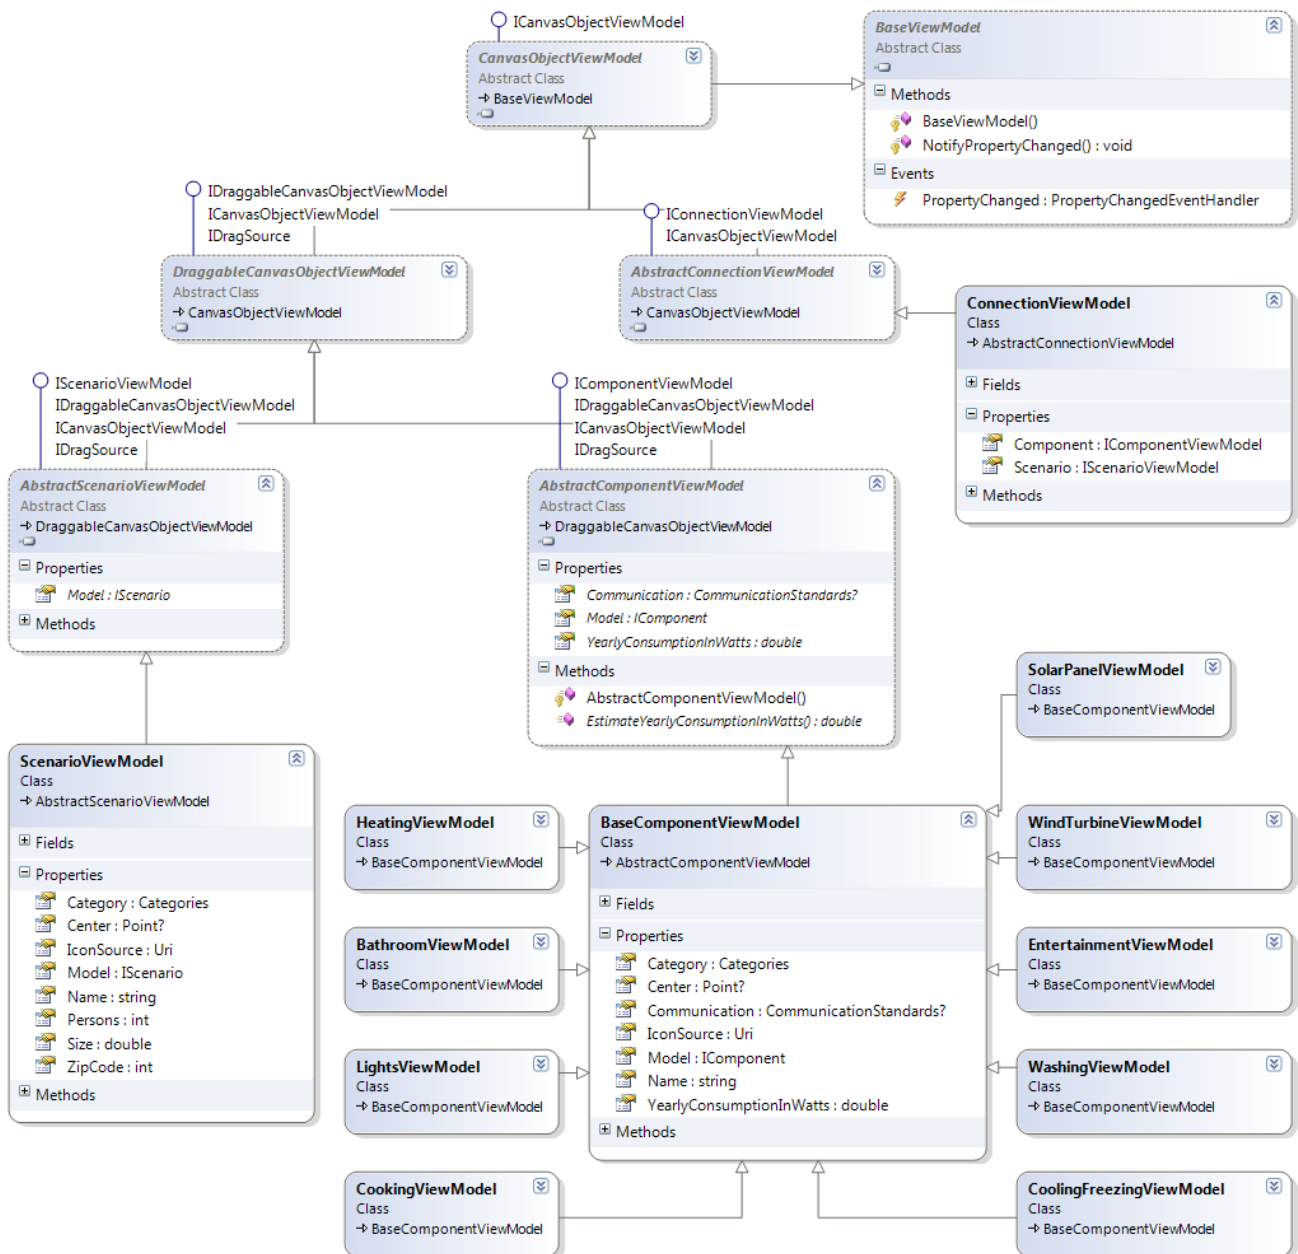 ICanvasObjectViewModel
CanvasObjectViewModel
Abstract Class
BaseViewModel
BaseViewModel
Abstract Class
Methods
BaseViewModel()
NotifyPropertyChanged() : void
Events
PropertyChanged : PropertyChangedEventHandler
IDraggableCanvasObjectViewModel
ICanvasObjectViewModel
IDragSource
DraggableCanvasObjectViewModel
Abstract Class
CanvasObjectViewModel
IConnectionViewModel
ICanvasObjectViewModel
AbstractConnectionViewModel
Abstract Class
CanvasObjectViewModel
ConnectionViewModel
Class
AbstractConnectionViewModel
Fields
Properties
Component : IComponentViewModel
Scenario : IScenarioViewModel
Methods
IScenarioViewModel
IDraggableCanvasObjectViewModel
ICanvasObjectViewModel
IDragSource
AbstractScenarioViewModel
Abstract Class
DraggableCanvasObjectViewModel
Properties
Model : IScenario
Methods
IComponentViewModel
IDraggableCanvasObjectViewModel
ICanvasObjectViewModel
IDragSource
AbstractComponentViewModel
Abstract Class
DraggableCanvasObjectViewModel
Properties
Communication : CommunicationStandards?
Model : IComponent
YearlyConsumptionInWatts : double
Methods
AbstractComponentViewModel()
EstimateYearlyConsumptionInWatts() : double
SolarPanelViewModel
Class
BaseComponentViewModel
ScenarioViewModel
Class
AbstractScenarioViewModel
Fields
Properties
Category : Categories
Center : Point?
IconSource : Uri
Model : IScenario
Name : string
Persons : int
Size : double
ZipCode : int
Methods
HeatingViewModel
Class
BaseComponentViewModel
BathroomViewModel
Class
BaseComponentViewModel
LightsViewModel
Class
BaseComponentViewModel
CookingViewModel
Class
BaseComponentViewModel
BaseComponentViewModel
Class
AbstractComponentViewModel
Fields
Properties
Category : Categories
Center : Point?
Communication : CommunicationStandards?
IconSource : Uri
Model : IComponent
Name : string
YearlyConsumptionInWatts : double
Methods
WindTurbineViewModel
Class
BaseComponentViewModel
EntertainmentViewModel
Class
BaseComponentViewModel
WashingViewModel
Class
BaseComponentViewModel
CoolingFreezingViewModel
Class
BaseComponentViewModel